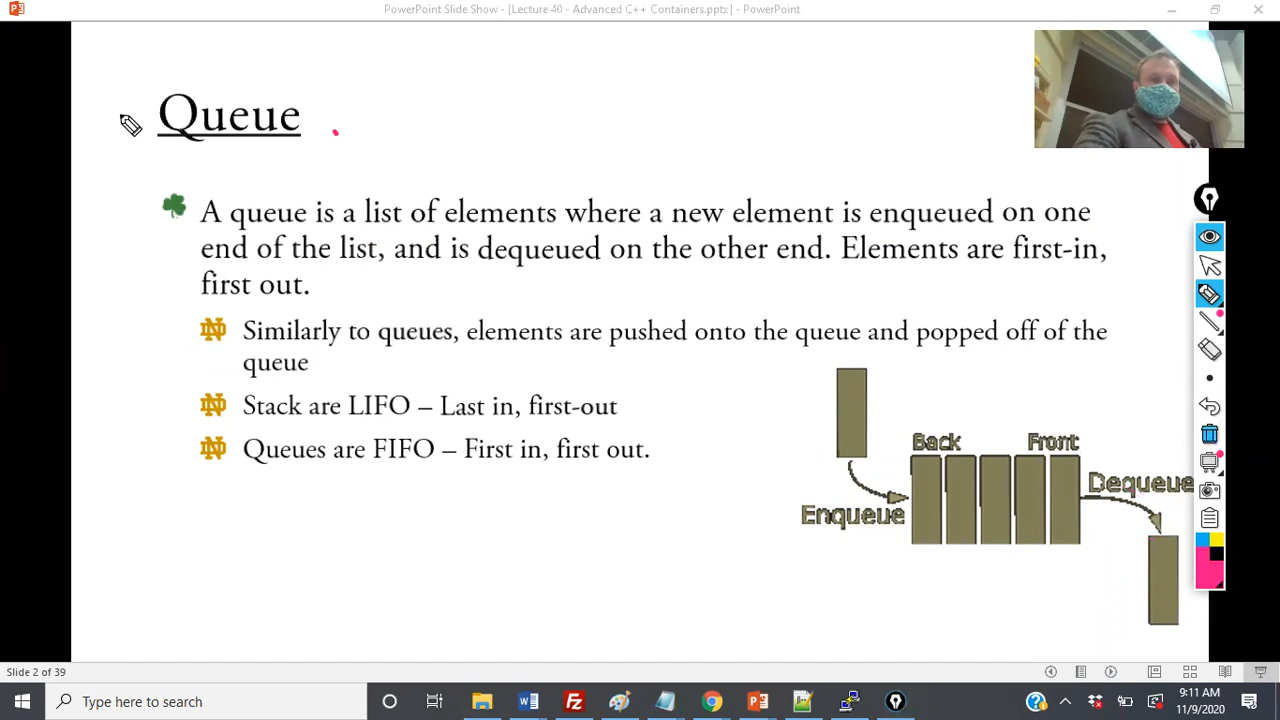 PowerPoint Slide Show - [Lecture 40 - Advanced C++ Containers.pptx] - PowerPoint
Queue
A queue is a list of elements where a new element is enqueued on one
end of the list, and is dequeued on the other end. Elements are first-in,
first out.
Similarly to queues, elements are pushed onto the queue and popped off of the
queue
Stack are LIFO – Last in, first-out
Queues are FIFO – First in, first out.
Back Front
Dequeue
Enqueue
Slide 2 of 39
Type here to search
9:11 AM
11/9/2020